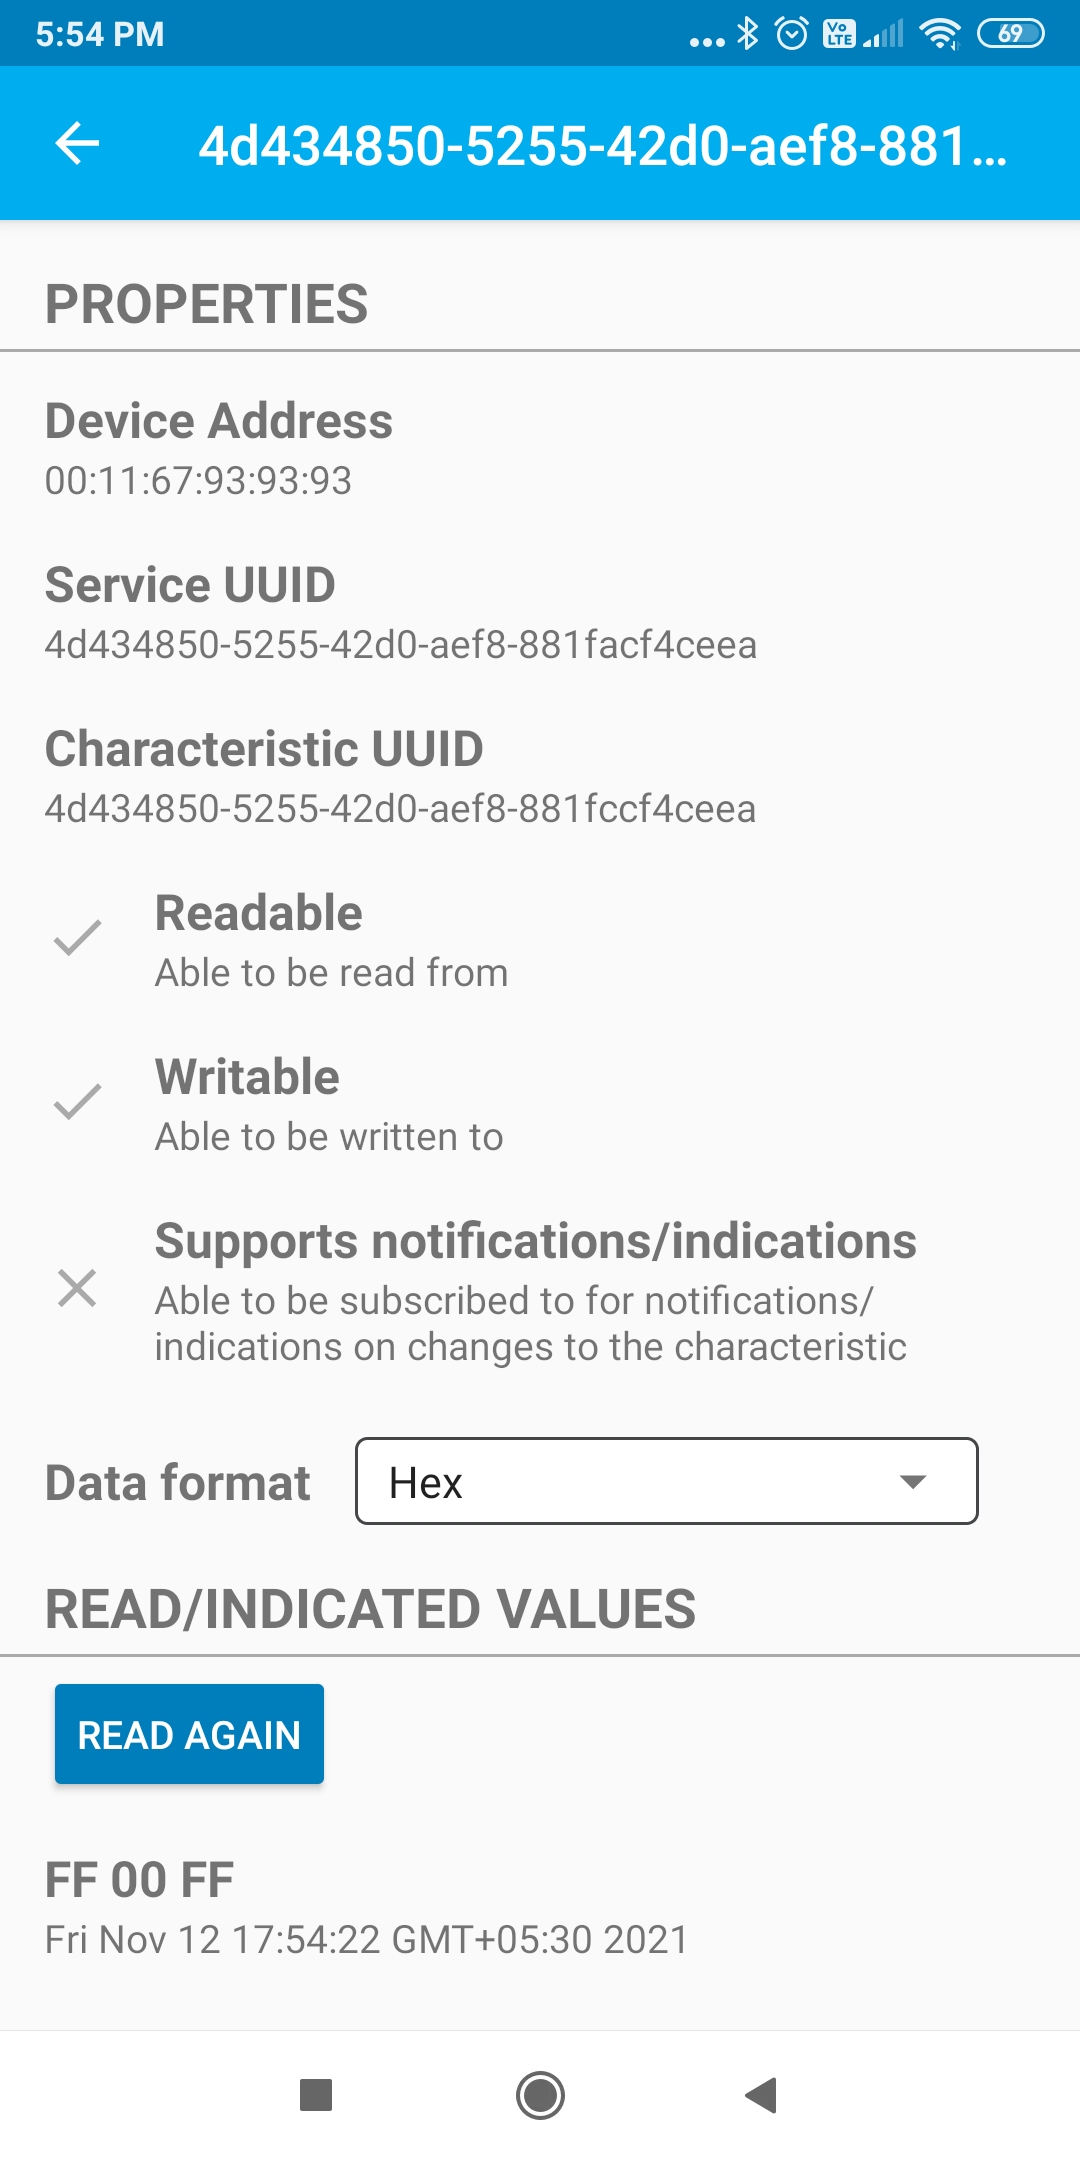 5:54 PM
Vo LTE
69
4d434850-5255-42d0-aef8-881...
PROPERTIES
Device Address
00:11:67:93:93:93
Service UUID
4d434850-5255-42d0-aef8-881facf4ceea
Characteristic UUID
4d434850-5255-42d0-aef8-881fccf4ceea
Readable
Able to be read from
Writable
Able to be written to
Supports notifications/indications
Able to be subscribed to for notifications/
indications on changes to the characteristic
Data format
Hex
READ/INDICATED VALUES
READ AGAIN
FF 00 FF
Fri Nov 12 17:54:22 GMT+05:30 2021